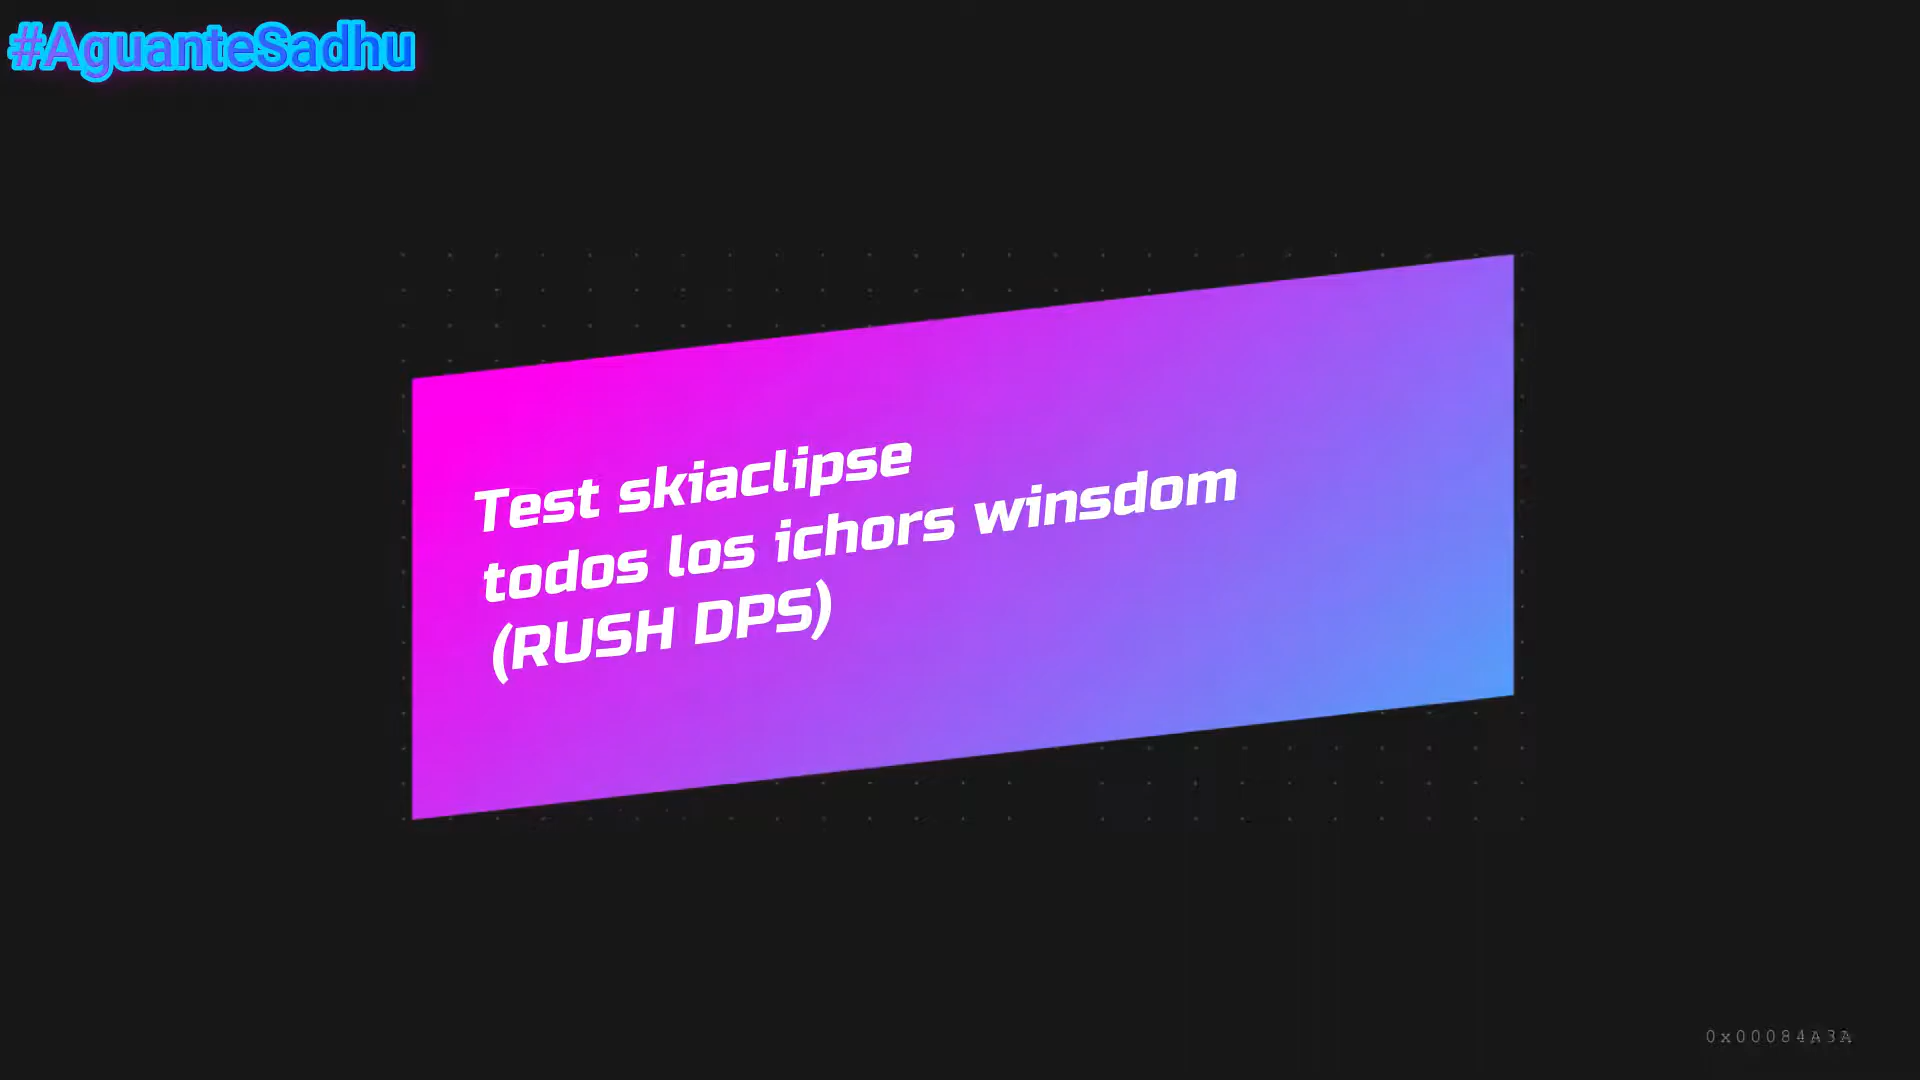 #AguanteSadhu
Test skiaclipse
todos los ichors winsdom
(RUSH DPS)
0x00084A3A